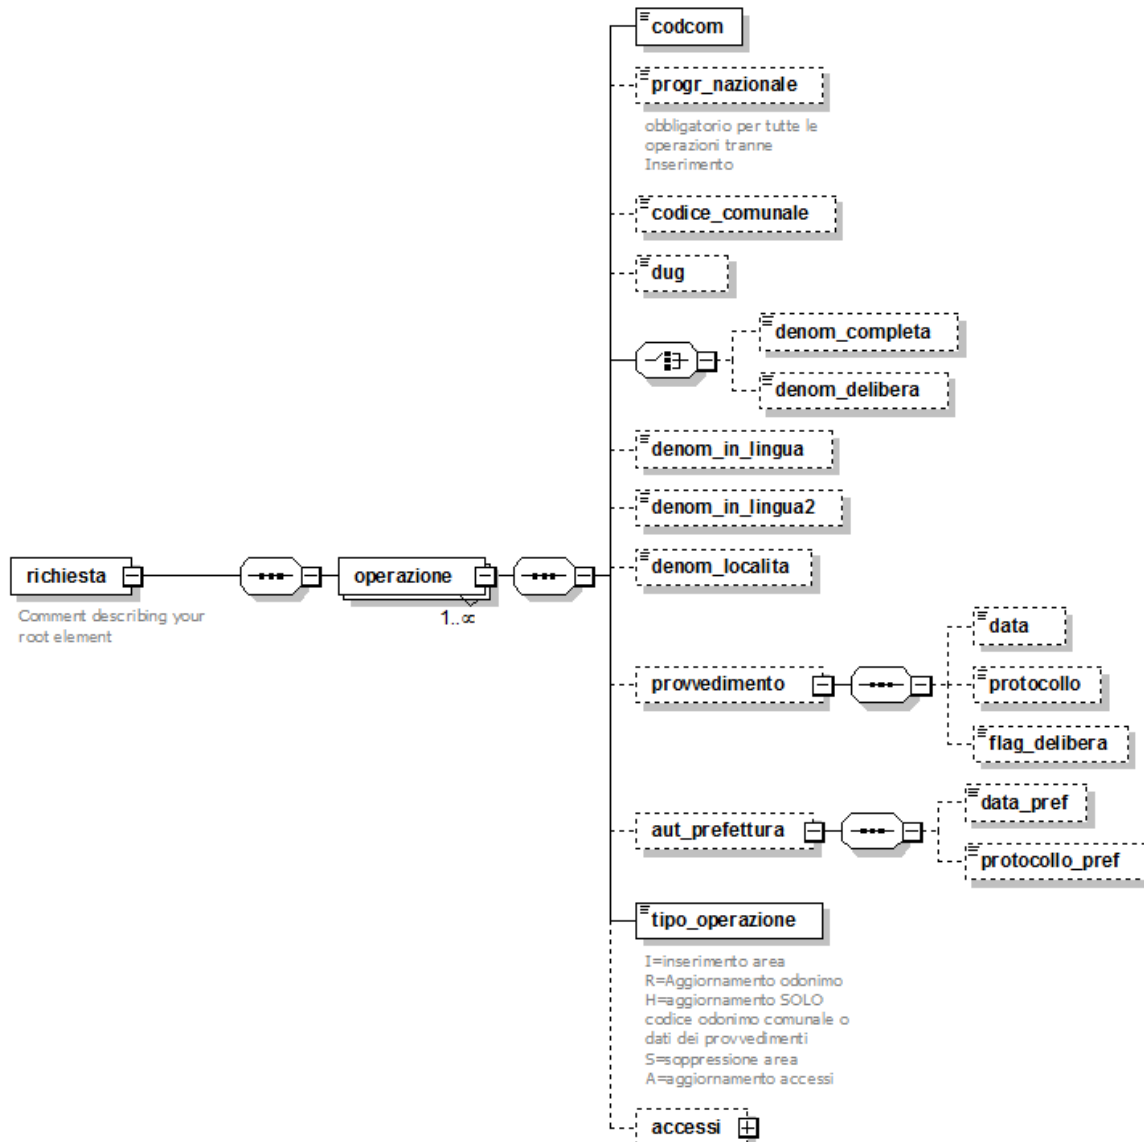 codcom
progr_nazionale
obbligatorio per tutte le
operazioni tranne
Inserimento
codice_comunale
dug
denom_completa
denom_delibera
denom_in_lingua
denom_in_lingua2
denom_localita
richiesta
Comment describing your
root element
operazione
1..∞
provvedimento
data
protocollo
flag_delibera
aut_prefettura
data_pref
protocollo_pref
tipo_operazione
I=inserimento area
R=Aggiornamento odonimo
H=aggiornamento SOLO
codice odonimo comunale o
dati dei provvedimenti
S=soppressione area
A=aggiornamento accessi
accessi